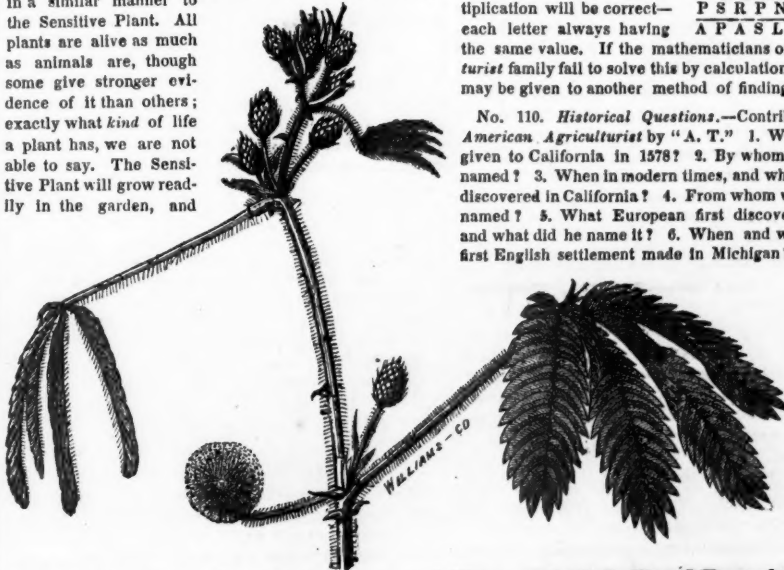 in a similar manner to
the Sensitive Plant. All
plants are alive as much
as animals are, though
some give stronger evi-
dence of it than others;
exactly what kind of life
a plant has, we are not
able to say. The Sensi-
tive Plant will grow read-
ily in the garden, and
tiplication will be correct— P S R P N
each letter always having A P A S L
the same value. If the mathematicians o
turist family fail to solve this by calculation
may be given to another method of finding
No. 110. Historical Questions.—Contri
American Agriculturist by "A. T." 1. W
given to California in 1578? 2. By whom
named? 3. When in modern times, and wh
discovered in California? 4. From whom w
named? 5. What European first discove
and what did he name it? 6. When and w
first English settlement made in Michigan
WILLIAMS-CO